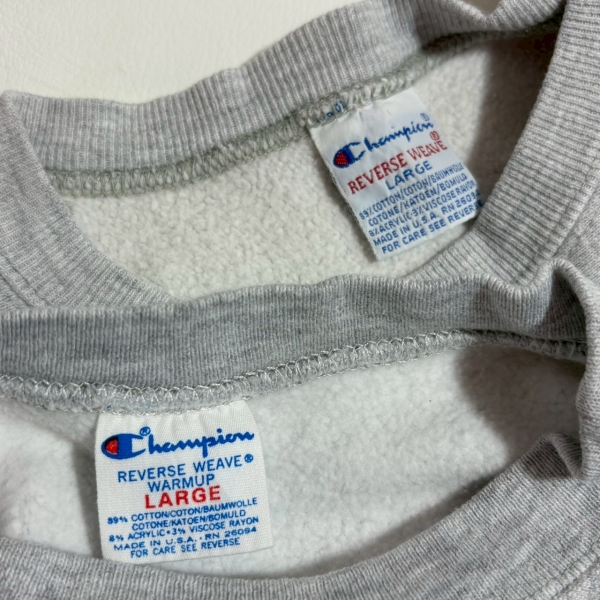 Champion
REVERSE WEAVE®
LARGE
89% COTTON/COTON/BAUMWOLLE
COTONE/KATOEN/BOMULD
8% ACRYLIC·3% VISCOSE RAYON
MADE IN U.S.A. RN 26094
FOR CARE SEE REVERSE
®Champion
REVERSE WEAVE®
WARMUP
LARGE
89% COTTON/COTON/BAUMWOLLE
COTONE/KATOEN/BOMULD
8% ACRYLIC·3% VISCOSE RAYON
MADE IN U.S.A.·RN 26094
FOR CARE SEE REVERSE